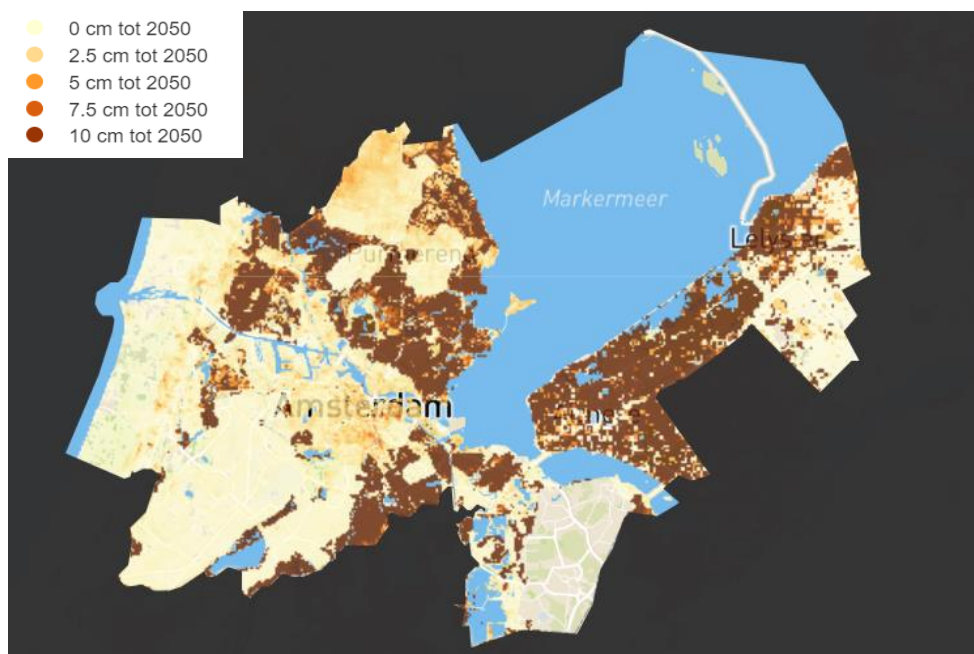 0 cm tot 2050
2.5 cm tot 2050
5 cm tot 2050
7.5 cm tot 2050
10 cm tot 2050
Markermeer
Amsterdam